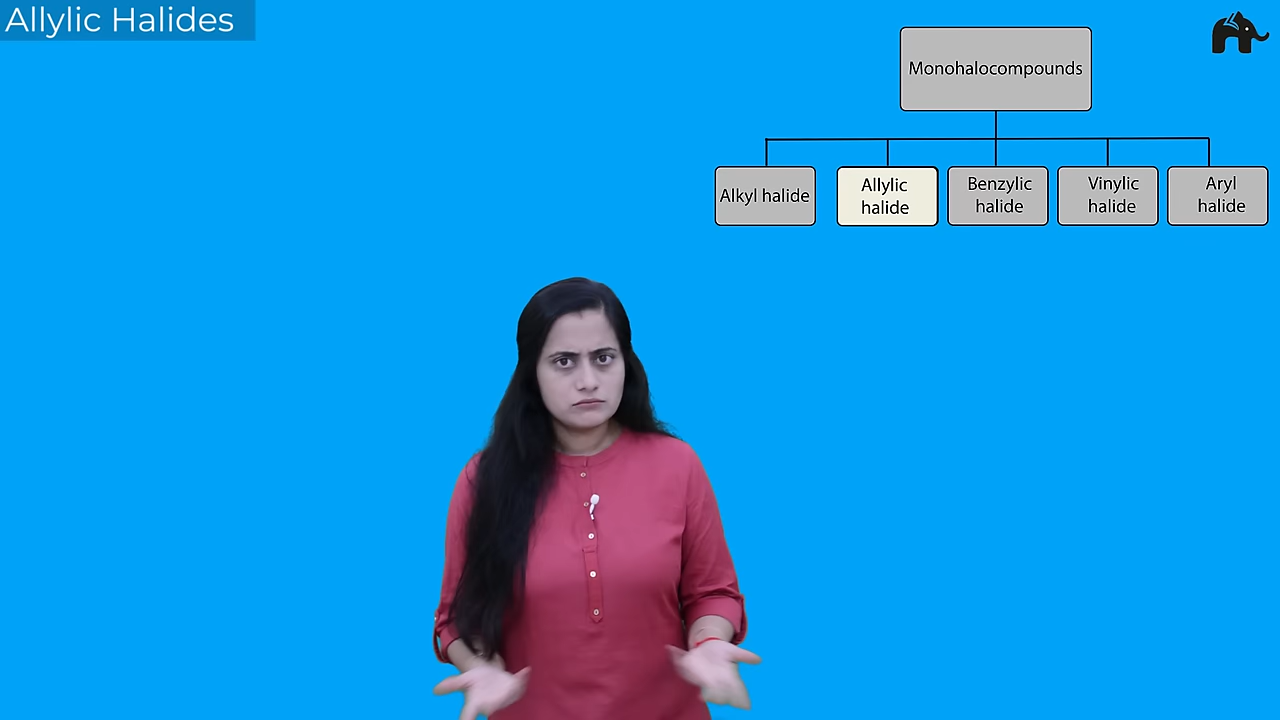 Allylic Halides
Monohalocompounds
Alkyl halide
Allylic
halide
Benzylic
halide
Vinylic
halide
Aryl
halide